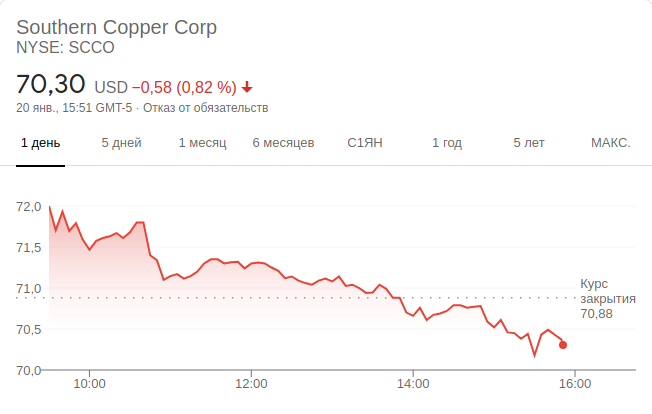 Southern Copper Corp
NYSE: SCCO
70,30 USD −0,58 (0,82 %)
20 янв., 15:51 GMT-5 · Отказ от обязательств
1 день 5 дней 1 месяц 6 месяцев С1ЯН 1 год 5 лет МАКС.
72,0
71,5
71,0
70,5
70,0
Курс
закрытия
70,88
10:00 12:00 14:00 16:00